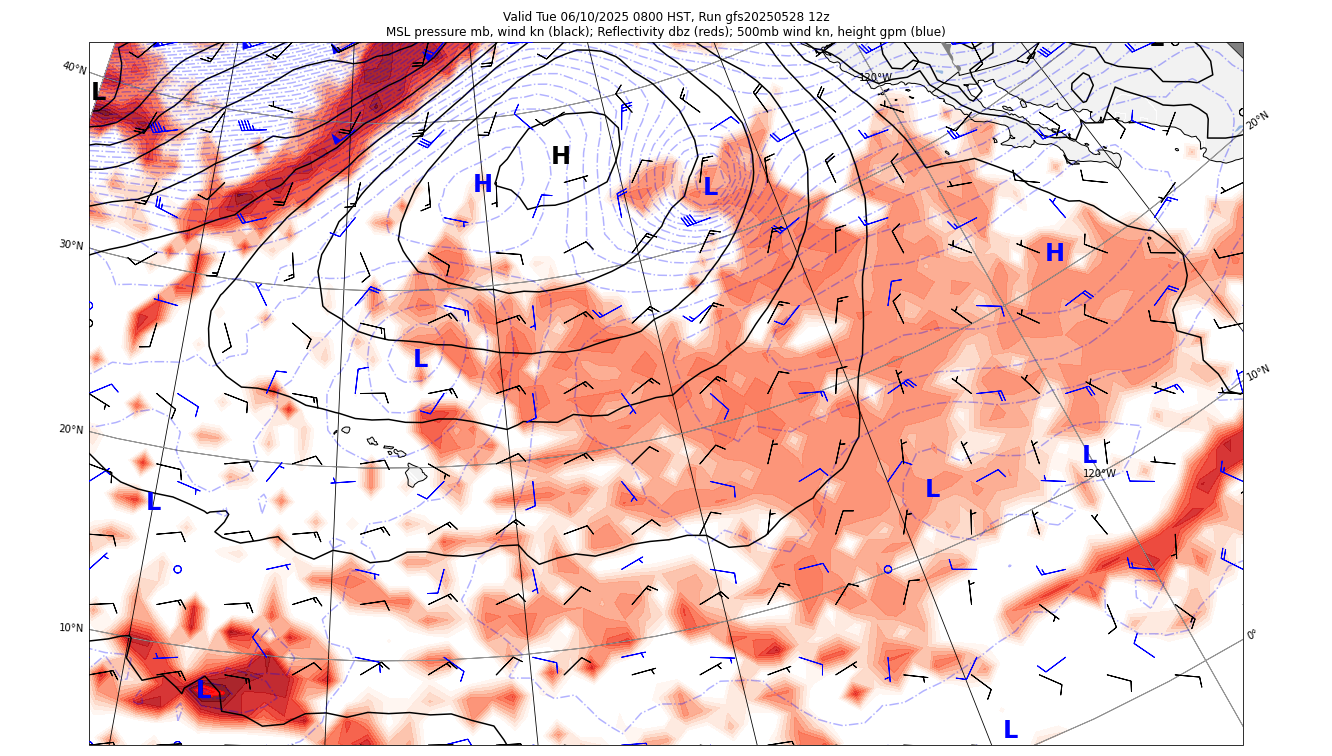 Valid Tue 06/10/2025 0800 HST, Run gfs20250528 12z
MSL pressure mb, wind kn (black); Reflectivity dbz (reds); 500mb wind kn, height gpm (blue)
40°N
120°W
L
20°N
H
H
L
30°N
H
L
10°N
20°N
L
120°W
L
L
10°N
0°
L
L